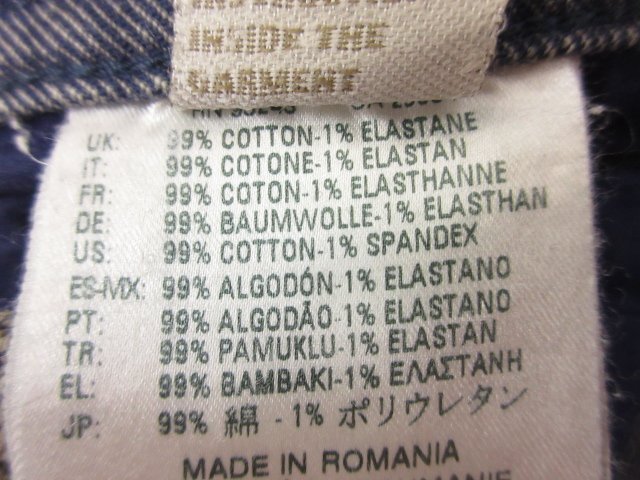 INSIDE THE
GARMENT
UK: 99% COTTON-1% ELASTANE
IT: 99% COTONE-1% ELASTAN
FR: 99% COTON-1% ELASTHANNE
DE: 99% BAUMWOLLE-1% ELASTHAN
US: 99% COTTON-1% SPANDEX
ES-MX: 99% ALGODÓN-1% ELASTANO
PT: 99% ALGODÃO-1% ELASTANO
TR: 99% PAMUKLU-1% ELASTAN
EL: 99% BAMBAKI-1% ΕΛΑΣΤΑΝΗ
JP: 99% 綿 - 1% ポリウレタン
MADE IN ROMANIA